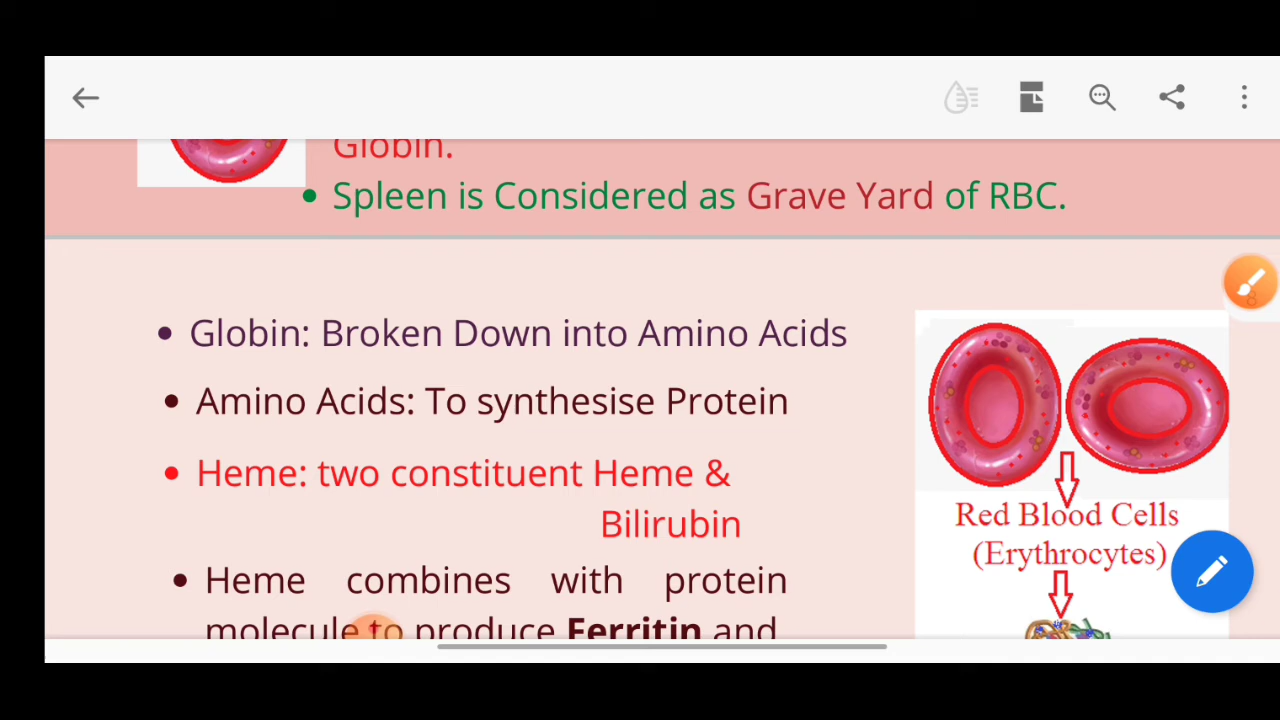 Globin.
Spleen is Considered as Grave Yard of RBC.
Globin: Broken Down into Amino Acids
Amino Acids: To synthesise Protein
Heme: two constituent Heme &
Bilirubin
Heme combines with protein
molecule to produce Ferritin and
Red Blood Cells
(Erythrocytes)